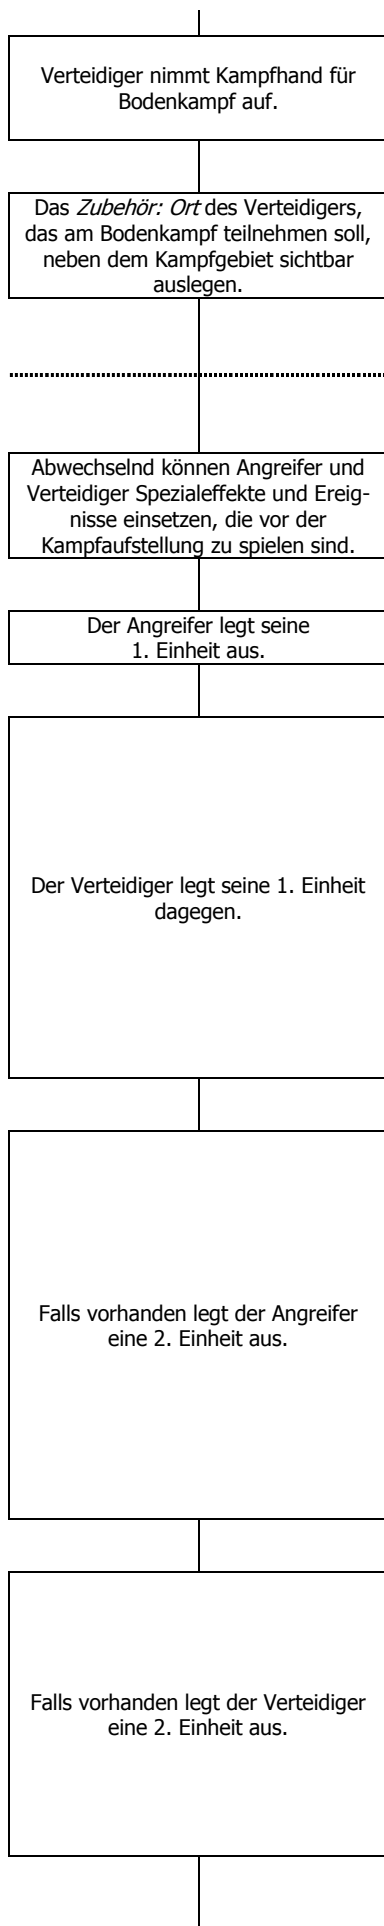 Verteidiger nimmt Kampfhand für
Bodenkampf auf.
Das Zubehör: Ort des Verteidigers,
das am Bodenkampf teilnehmen soll,
neben dem Kampfgebiet sichtbar
auslegen.
Abwechselnd können Angreifer und
Verteidiger Spezialeffekte und Ereig-
nisse einsetzen, die vor der
Kampfaufstellung zu spielen sind.
Der Angreifer legt seine
1. Einheit aus.
Der Verteidiger legt seine 1. Einheit
dagegen.
Falls vorhanden legt der Angreifer
eine 2. Einheit aus.
Falls vorhanden legt der Verteidiger
eine 2. Einheit aus.